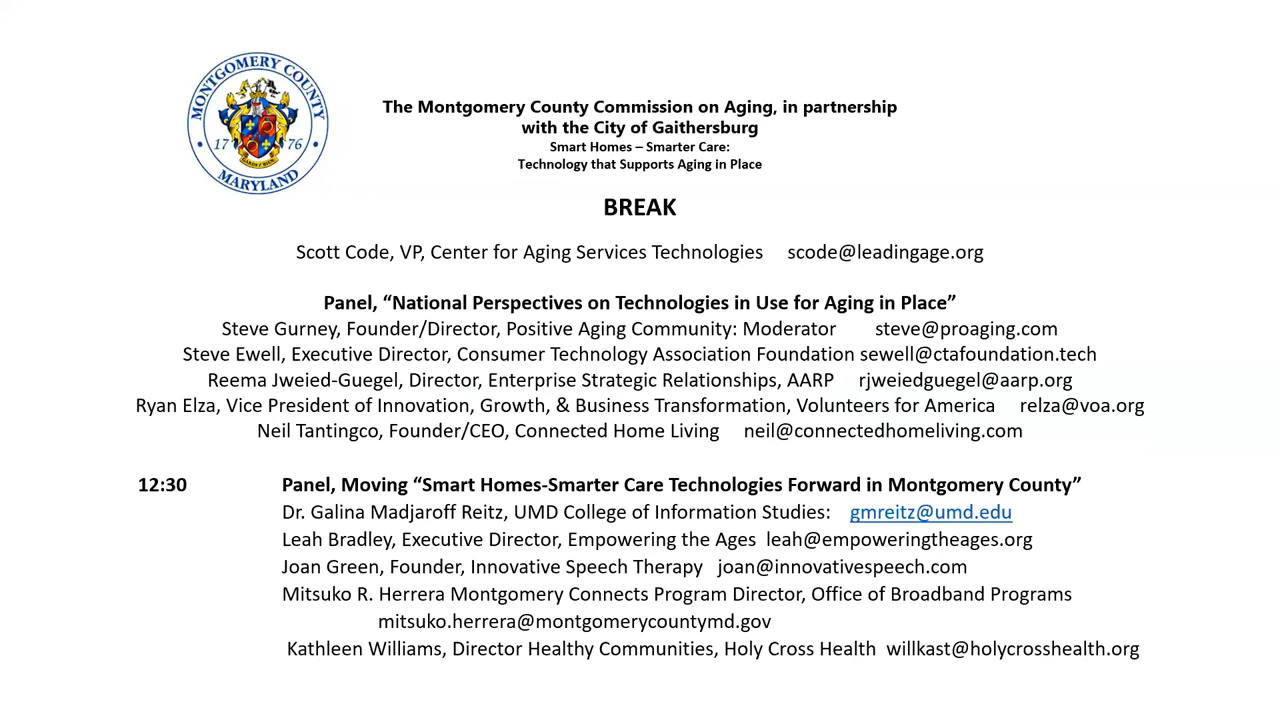 MONTGOMERY COUNTY
17 76
MARYLAND
The Montgomery County Commission on Aging, in partnership
with the City of Gaithersburg
Smart Homes – Smarter Care:
Technology that Supports Aging in Place
BREAK
Scott Code, VP, Center for Aging Services Technologies scode@leadingage.org
Panel, “National Perspectives on Technologies in Use for Aging in Place”
Steve Gurney, Founder/Director, Positive Aging Community: Moderator steve@proaging.com
Steve Ewell, Executive Director, Consumer Technology Association Foundation sewell@ctafoundation.tech
Reema Jweied-Guegel, Director, Enterprise Strategic Relationships, AARP rjweiedguegel@aarp.org
Ryan Elza, Vice President of Innovation, Growth, & Business Transformation, Volunteers for America relza@voa.org
Neil Tantingco, Founder/CEO, Connected Home Living neil@connectedhomeliving.com
12:30 Panel, Moving “Smart Homes-Smarter Care Technologies Forward in Montgomery County”
Dr. Galina Madjaroff Reitz, UMD College of Information Studies: gmreitz@umd.edu
Leah Bradley, Executive Director, Empowering the Ages leah@empoweringtheages.org
Joan Green, Founder, Innovative Speech Therapy joan@innovativespeech.com
Mitsuko R. Herrera Montgomery Connects Program Director, Office of Broadband Programs
mitsuko.herrera@montgomerycountymd.gov
Kathleen Williams, Director Healthy Communities, Holy Cross Health willkast@holycrosshealth.org